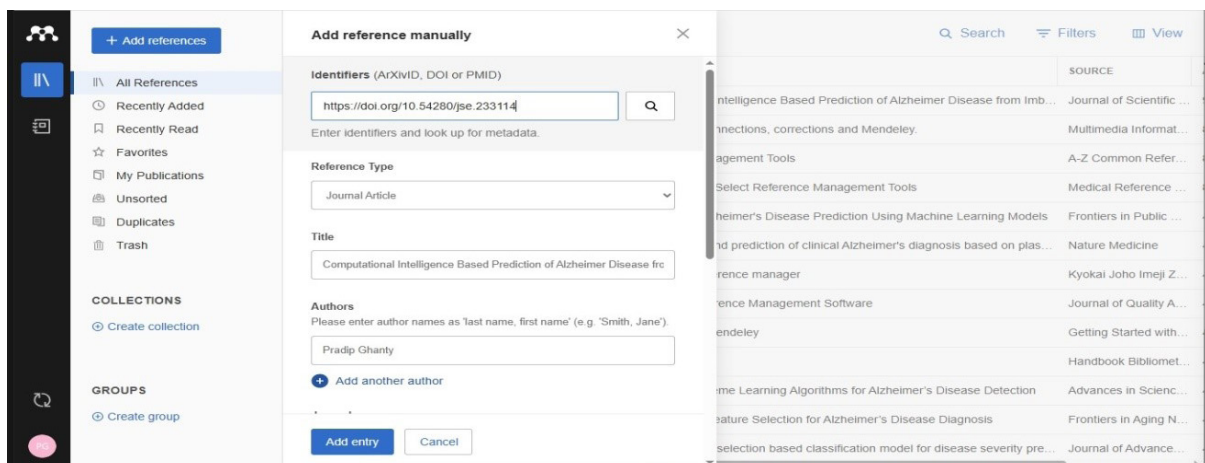 + Add references
All References
Recently Added
Recently Read
Favorites
My Publications
Unsorted
Duplicates
Trash
COLLECTIONS
Create collection
GROUPS
Create group
PG
Add reference manually
Identifiers (ArXivID, DOI or PMID)
https://doi.org/10.54280/jse.233114
Enter identifiers and look up for metadata.
Reference Type
Journal Article
Title
Computational Intelligence Based Prediction of Alzheimer Disease frc
Authors
Please enter author names as 'last name, first name' (e.g. 'Smith, Jane').
Pradip Ghanty
Add another author
Add entry Cancel
Search Filters View
SOURCE
ntelligence Based Prediction of Alzheimer Disease from Imb... Journal of Scientific ...
nnections, corrections and Mendeley. Multimedia Informat...
agement Tools A-Z Common Refer...
Select Reference Management Tools Medical Reference ...
heimer's Disease Prediction Using Machine Learning Models Frontiers in Public ...
nd prediction of clinical Alzheimer's diagnosis based on plas... Nature Medicine
rence manager Kyokai Joho Imeji Z...
rence Management Software Journal of Quality A...
endeley Getting Started with...
Handbook Bibliomet...
eme Learning Algorithms for Alzheimer's Disease Detection Advances in Scienc...
eature Selection for Alzheimer's Disease Diagnosis Frontiers in Aging N...
selection based classification model for disease severity pre... Journal of Advance...